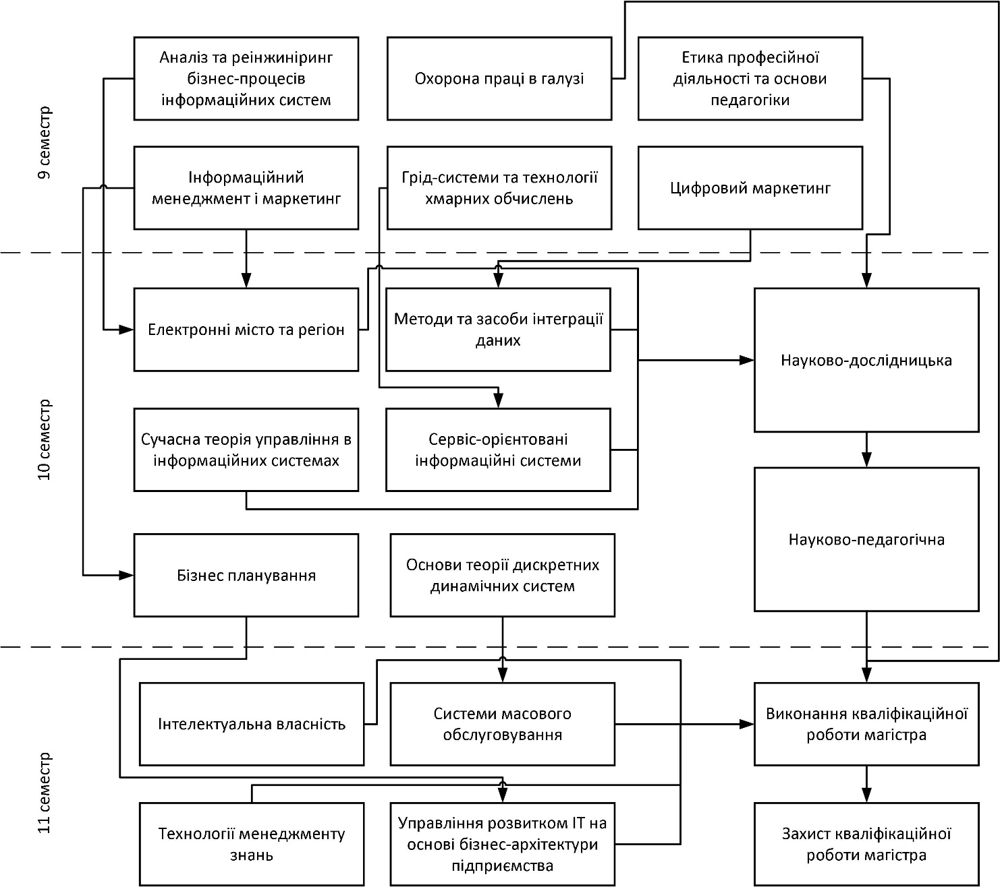 9 семестр
Аналіз та реінжиніринг
бізнес-процесів
інформаційних систем
Охорона праці в галузі
Етика професійної
діяльності та основи
педагогіки
Інформаційний
менеджмент і маркетинг
Грід-системи та технології
хмарних обчислень
Цифровий маркетинг
10 семестр
Електронні місто та регіон
Методи та засоби інтеграції
даних
Науково-дослідницька
Сучасна теорія управління в
інформаційних системах
Сервіс-орієнтовані
інформаційні системи
Науково-педагогічна
Бізнес планування
Основи теорії дискретних
динамічних систем
11 семестр
Інтелектуальна власність
Системи масового
обслуговування
Виконання кваліфікаційної
роботи магістра
Технології менеджменту
знань
Управління розвитком ІТ на
основі бізнес-архітектури
підприємства
Захист кваліфікаційної
роботи магістра